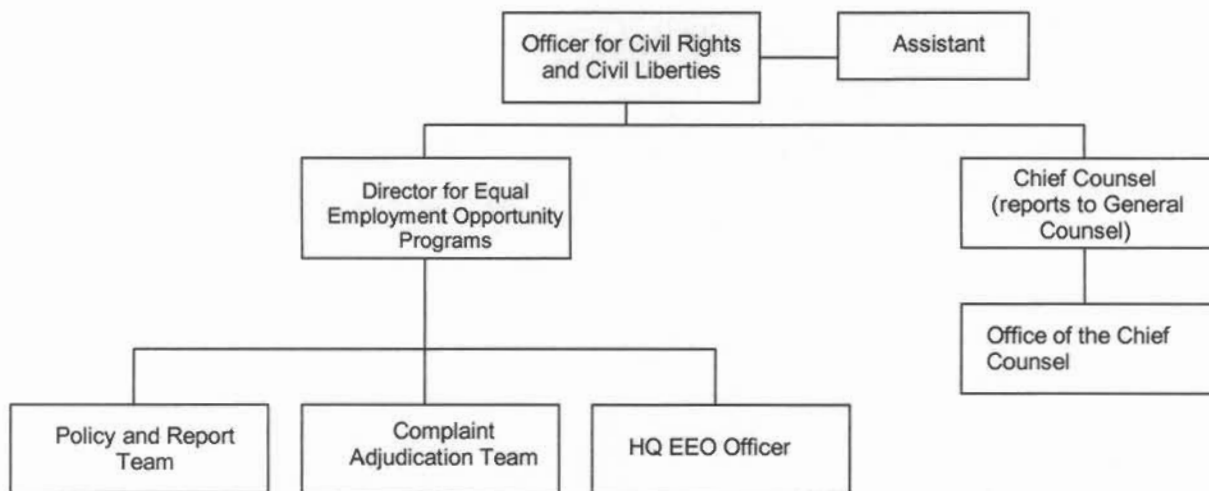 Officer for Civil Rights
and Civil Liberties
Assistant
Director for Equal
Employment Opportunity
Programs
Chief Counsel
(reports to General
Counsel)
Office of the Chief
Counsel
Policy and Report
Team
Complaint
Adjudication Team
HQ EEO Officer